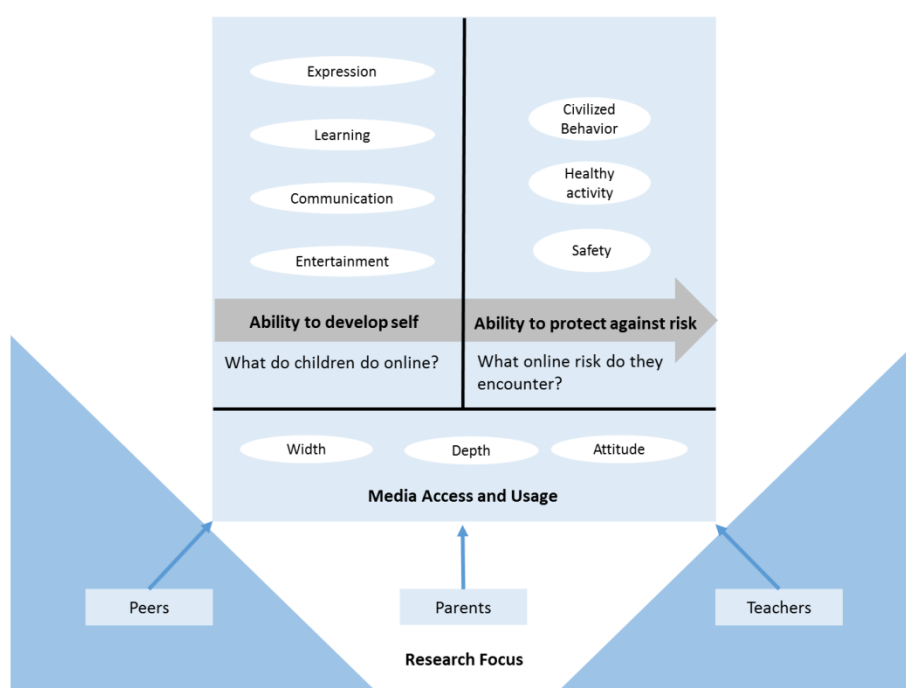 Expression
Learning
Communication
Entertainment
Civilized
Behavior
Healthy
activity
Safety
Ability to develop self
Ability to protect against risk
What do children do online?
What online risk do they
encounter?
Width
Depth
Attitude
Media Access and Usage
Peers
Parents
Teachers
Research Focus